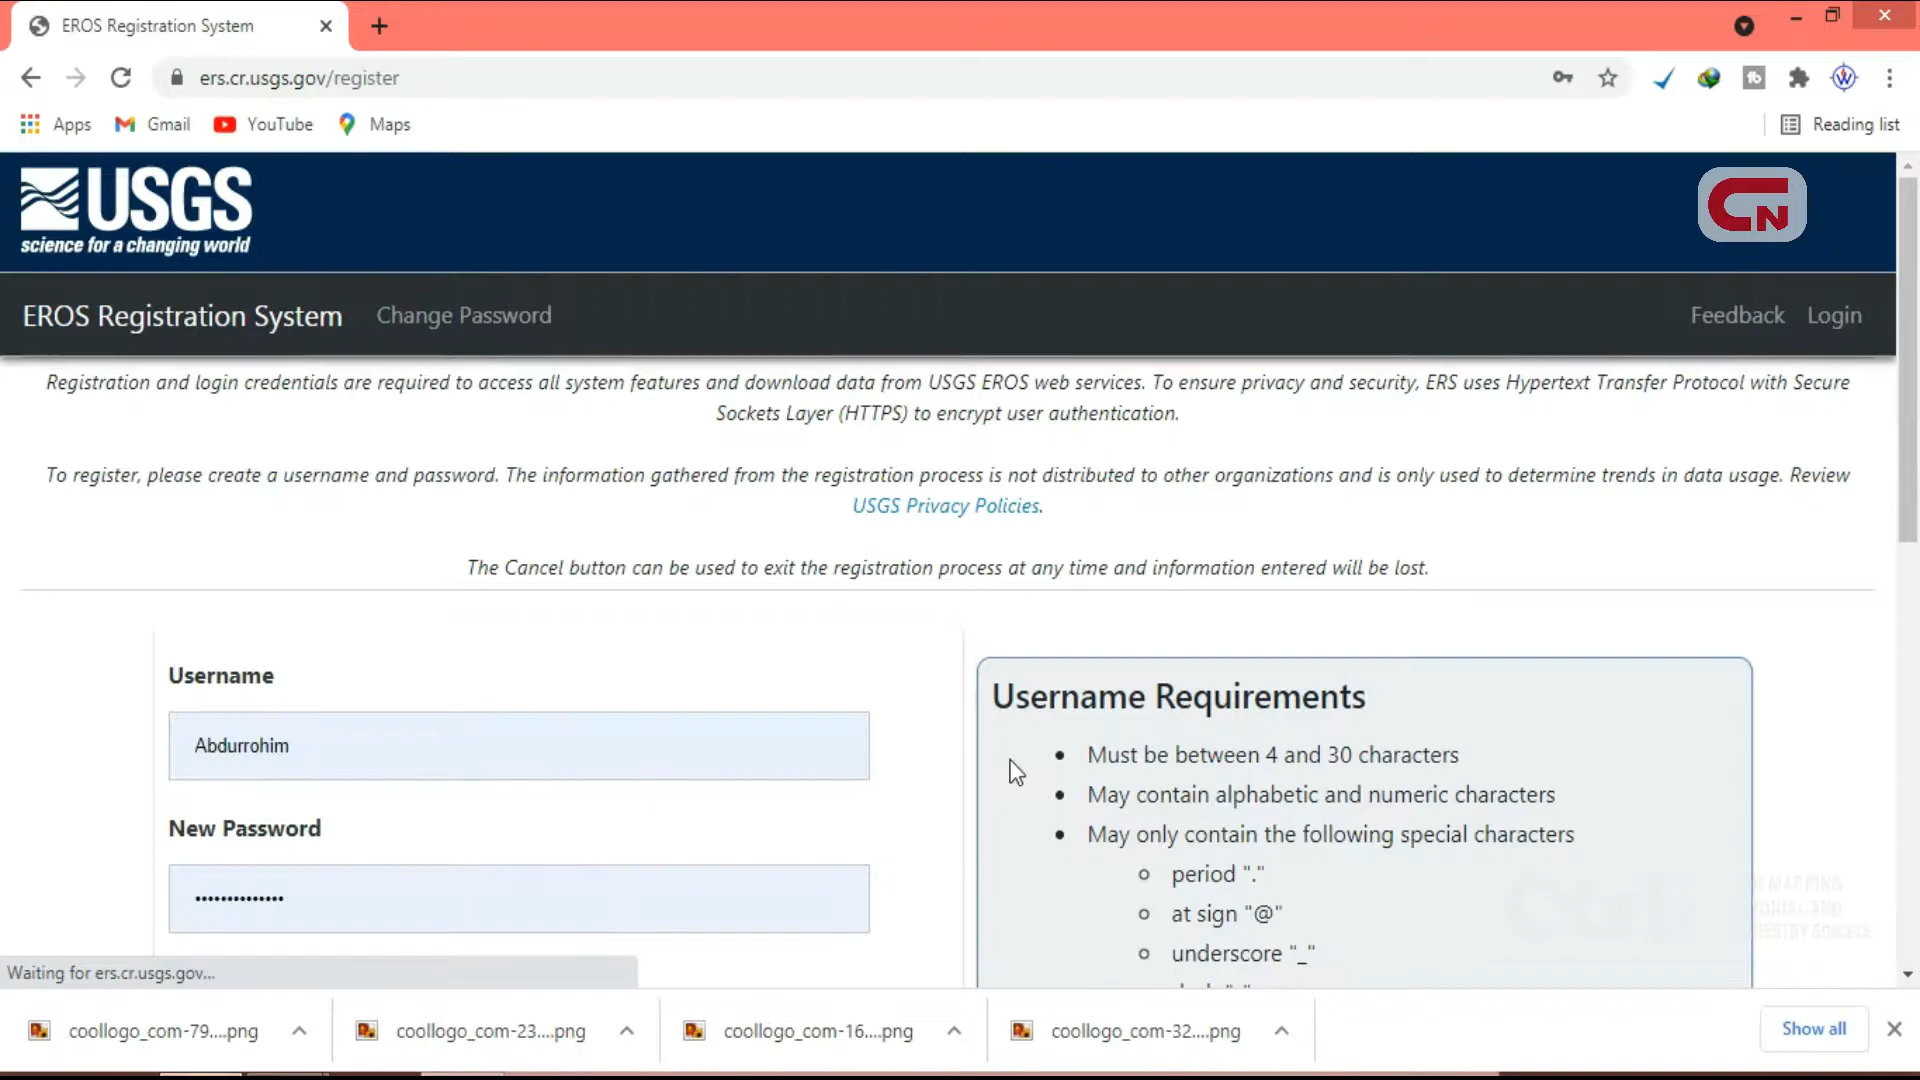 EROS Registration System
ers.cr.usgs.gov/register
Apps
Gmail
YouTube
Maps
Reading list
USGS
science for a changing world
CN
EROS Registration System
Change Password
Feedback
Login
Registration and login credentials are required to access all system features and download data from USGS EROS web services. To ensure privacy and security, ERS uses Hypertext Transfer Protocol with Secure
Sockets Layer (HTTPS) to encrypt user authentication.
To register, please create a username and password. The information gathered from the registration process is not distributed to other organizations and is only used to determine trends in data usage. Review
USGS Privacy Policies.
The Cancel button can be used to exit the registration process at any time and information entered will be lost.
Username
Abdurrohim
New Password
••••••••••••••
Username Requirements
• Must be between 4 and 30 characters
• May contain alphabetic and numeric characters
• May only contain the following special characters
period "."
at sign "@"
underscore "_"
Waiting for ers.cr.usgs.gov...
coollogo_com-79....png
coollogo_com-23....png
coollogo_com-16....png
coollogo_com-32....png
Show all